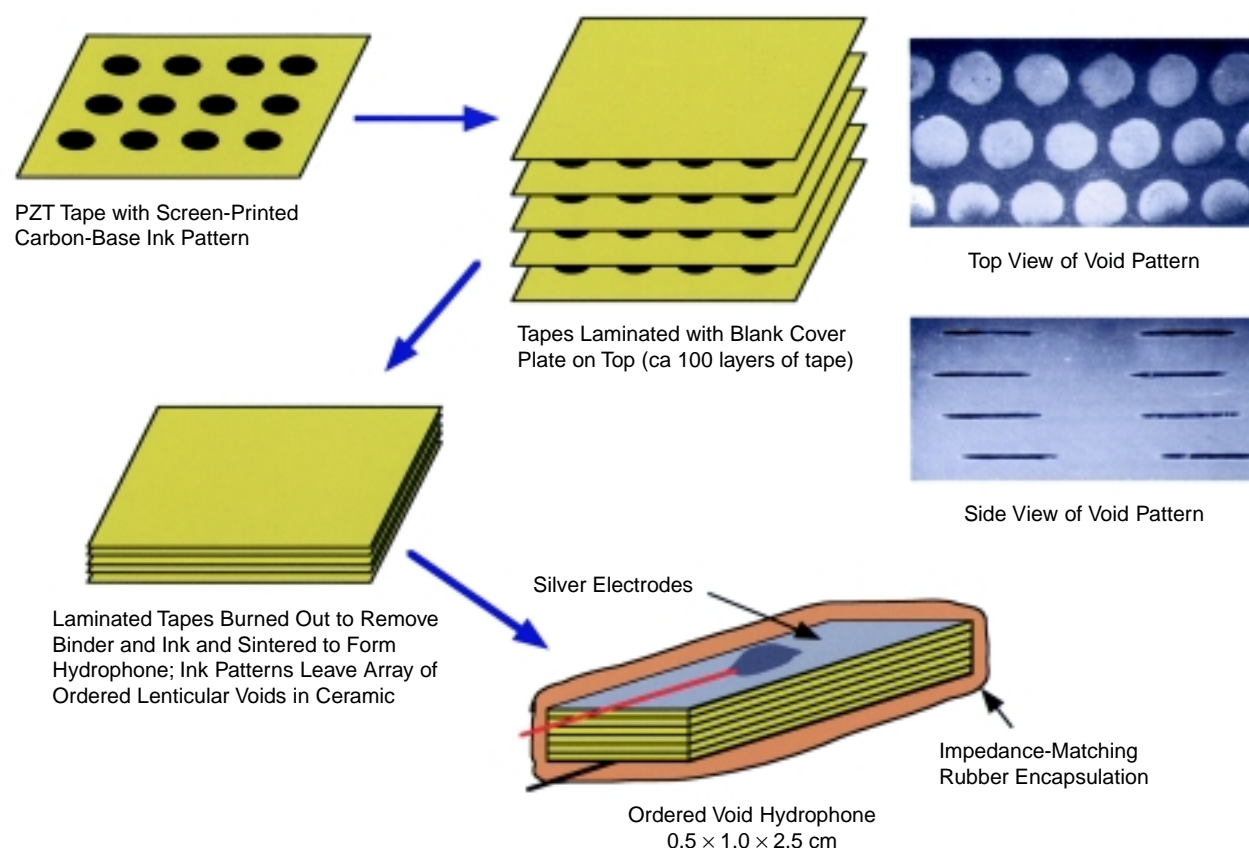 PZT Tape with Screen-Printed
Carbon-Base Ink Pattern
Tapes Laminated with Blank Cover
Plate on Top (ca 100 layers of tape)
Top View of Void Pattern
Side View of Void Pattern
Laminated Tapes Burned Out to Remove
Binder and Ink and Sintered to Form
Hydrophone; Ink Patterns Leave Array of
Ordered Lenticular Voids in Ceramic
Silver Electrodes
Impedance-Matching
Rubber Encapsulation
Ordered Void Hydrophone
0.5 × 1.0 × 2.5 cm